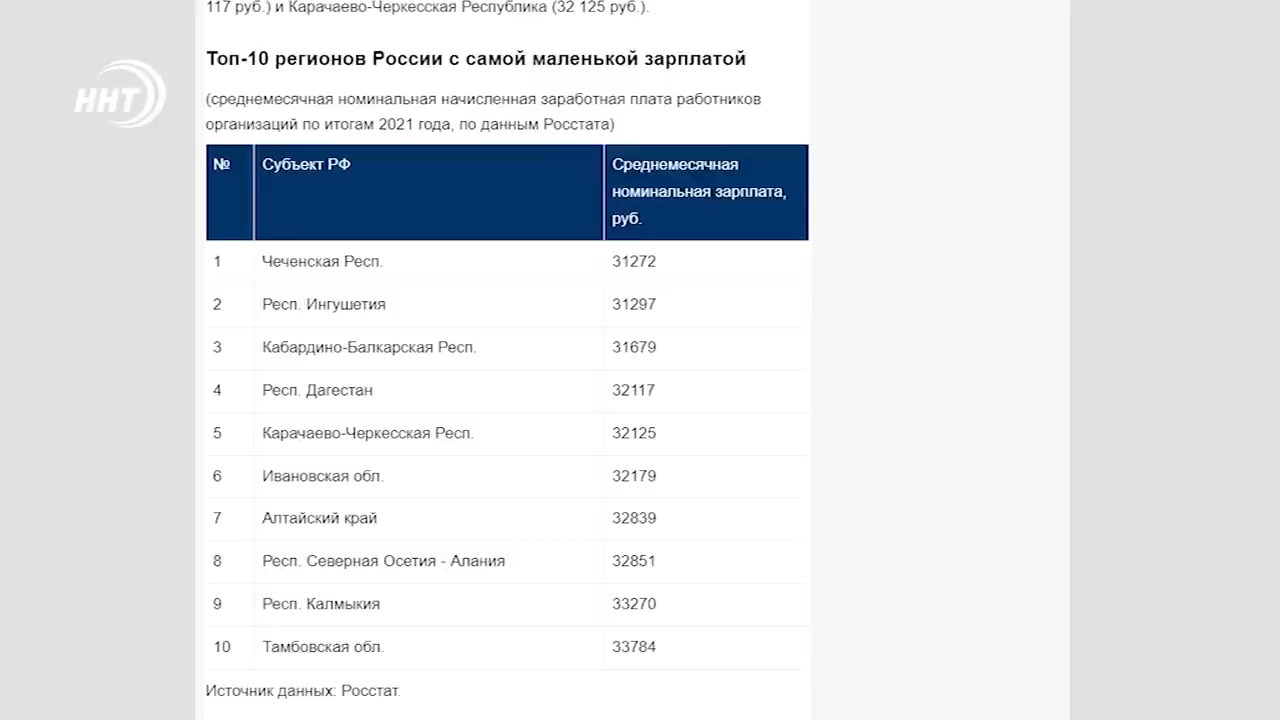 117 руб.) и Карачаево-Черкесская Республика (32 125 руб.).
Топ-10 регионов России с самой маленькой зарплатой
ННТ
(среднемесячная номинальная начисленная заработная плата работников
организаций по итогам 2021 года, по данным Росстата)
№ Субъект РФ Среднемесячная
номинальная зарплата,
руб.
1 Чеченская Респ. 31272
2 Респ. Ингушетия 31297
3 Кабардино-Балкарская Респ. 31679
4 Респ. Дагестан 32117
5 Карачаево-Черкесская Респ. 32125
6 Ивановская обл. 32179
7 Алтайский край 32839
8 Респ. Северная Осетия - Алания 32851
9 Респ. Калмыкия 33270
10 Тамбовская обл. 33784
Источник данных: Росстат.